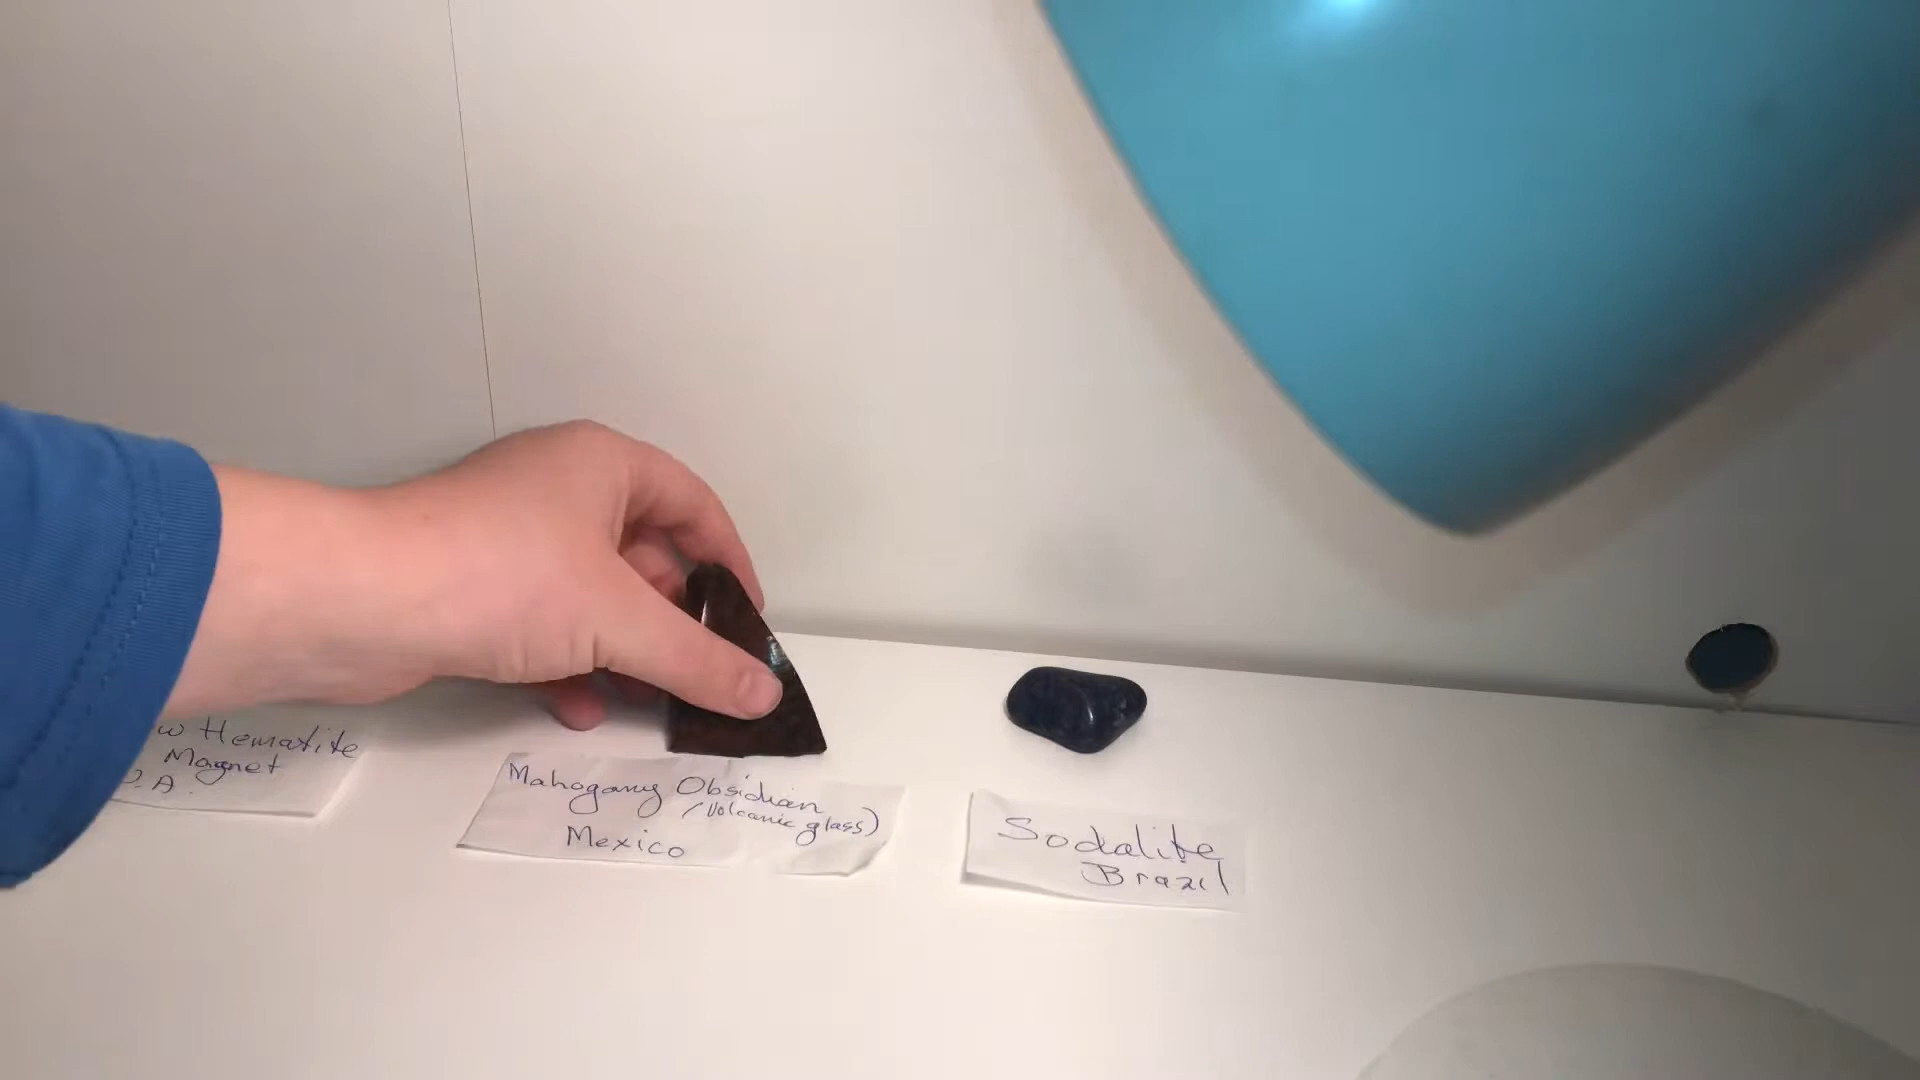 w Hematite
Magnet
.A.
Mahogany Obsidian
(Volcanic glass)
Mexico
Sodalite
Brazil